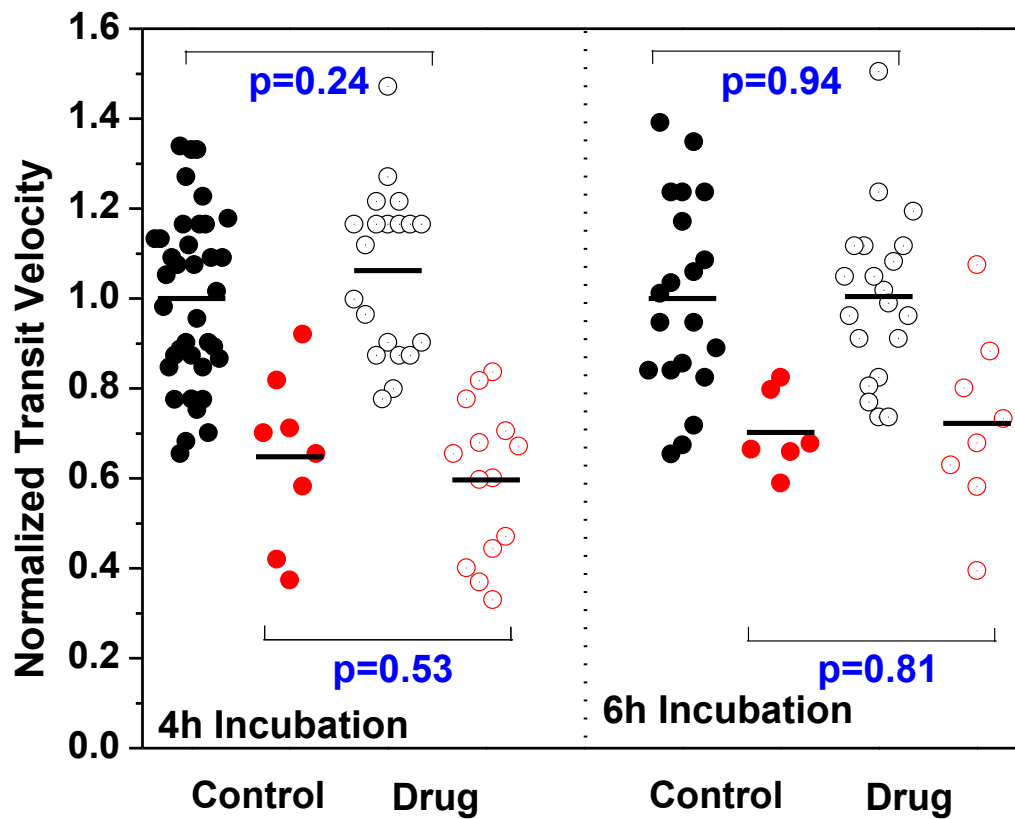 Normalized Transit Velocity
1.6
1.4
1.2
1.0
0.8
0.6
0.4
0.2
0.0
p=0.24
p=0.94
p=0.53
p=0.81
4h Incubation
6h Incubation
Control
Drug
Control
Drug